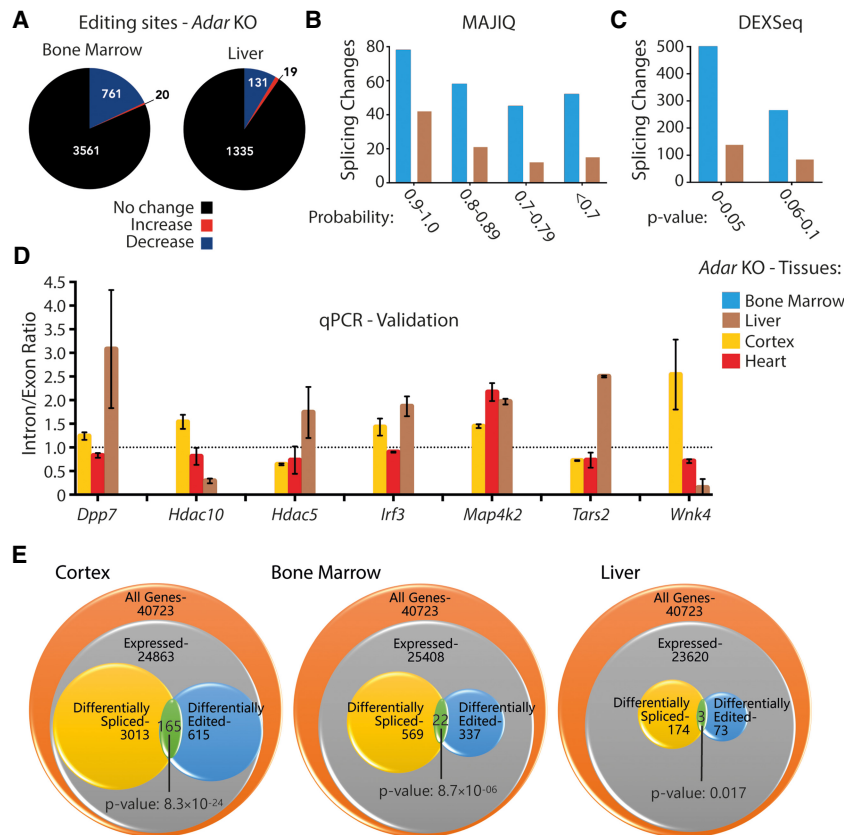 A
Editing sites - Adar KO
Bone Marrow
Liver
761
20
3561
131
19
1335
No change
Increase
Decrease
B
MAJIQ
Splicing Changes
80
60
40
20
0
Probability:
0.9-1.0
0.8-0.89
0.7-0.79
<0.7
C
DEXSeq
Splicing Changes
500
400
300
200
100
0
p-value:
0-0.05
0.06-0.1
D
Adar KO - Tissues:
Bone Marrow
Liver
Cortex
Heart
qPCR - Validation
Intron/Exon Ratio
4.5
4.0
3.5
3.0
2.5
2.0
1.5
1.0
0.5
0
Dpp7
Hdac10
Hdac5
Irf3
Map4k2
Tars2
Wnk4
E
Cortex
All Genes-
40723
Expressed-
24863
Differentially
Spliced-
3013
165
Differentially
Edited-
615
p-value: 8.3×10-24
Bone Marrow
All Genes-
40723
Expressed-
25408
Differentially
Spliced-
569
22
Differentially
Edited-
337
p-value: 8.7×10-06
Liver
All Genes-
40723
Expressed-
23620
Differentially
Spliced-
174
3
Differentially
Edited-
73
p-value: 0.017